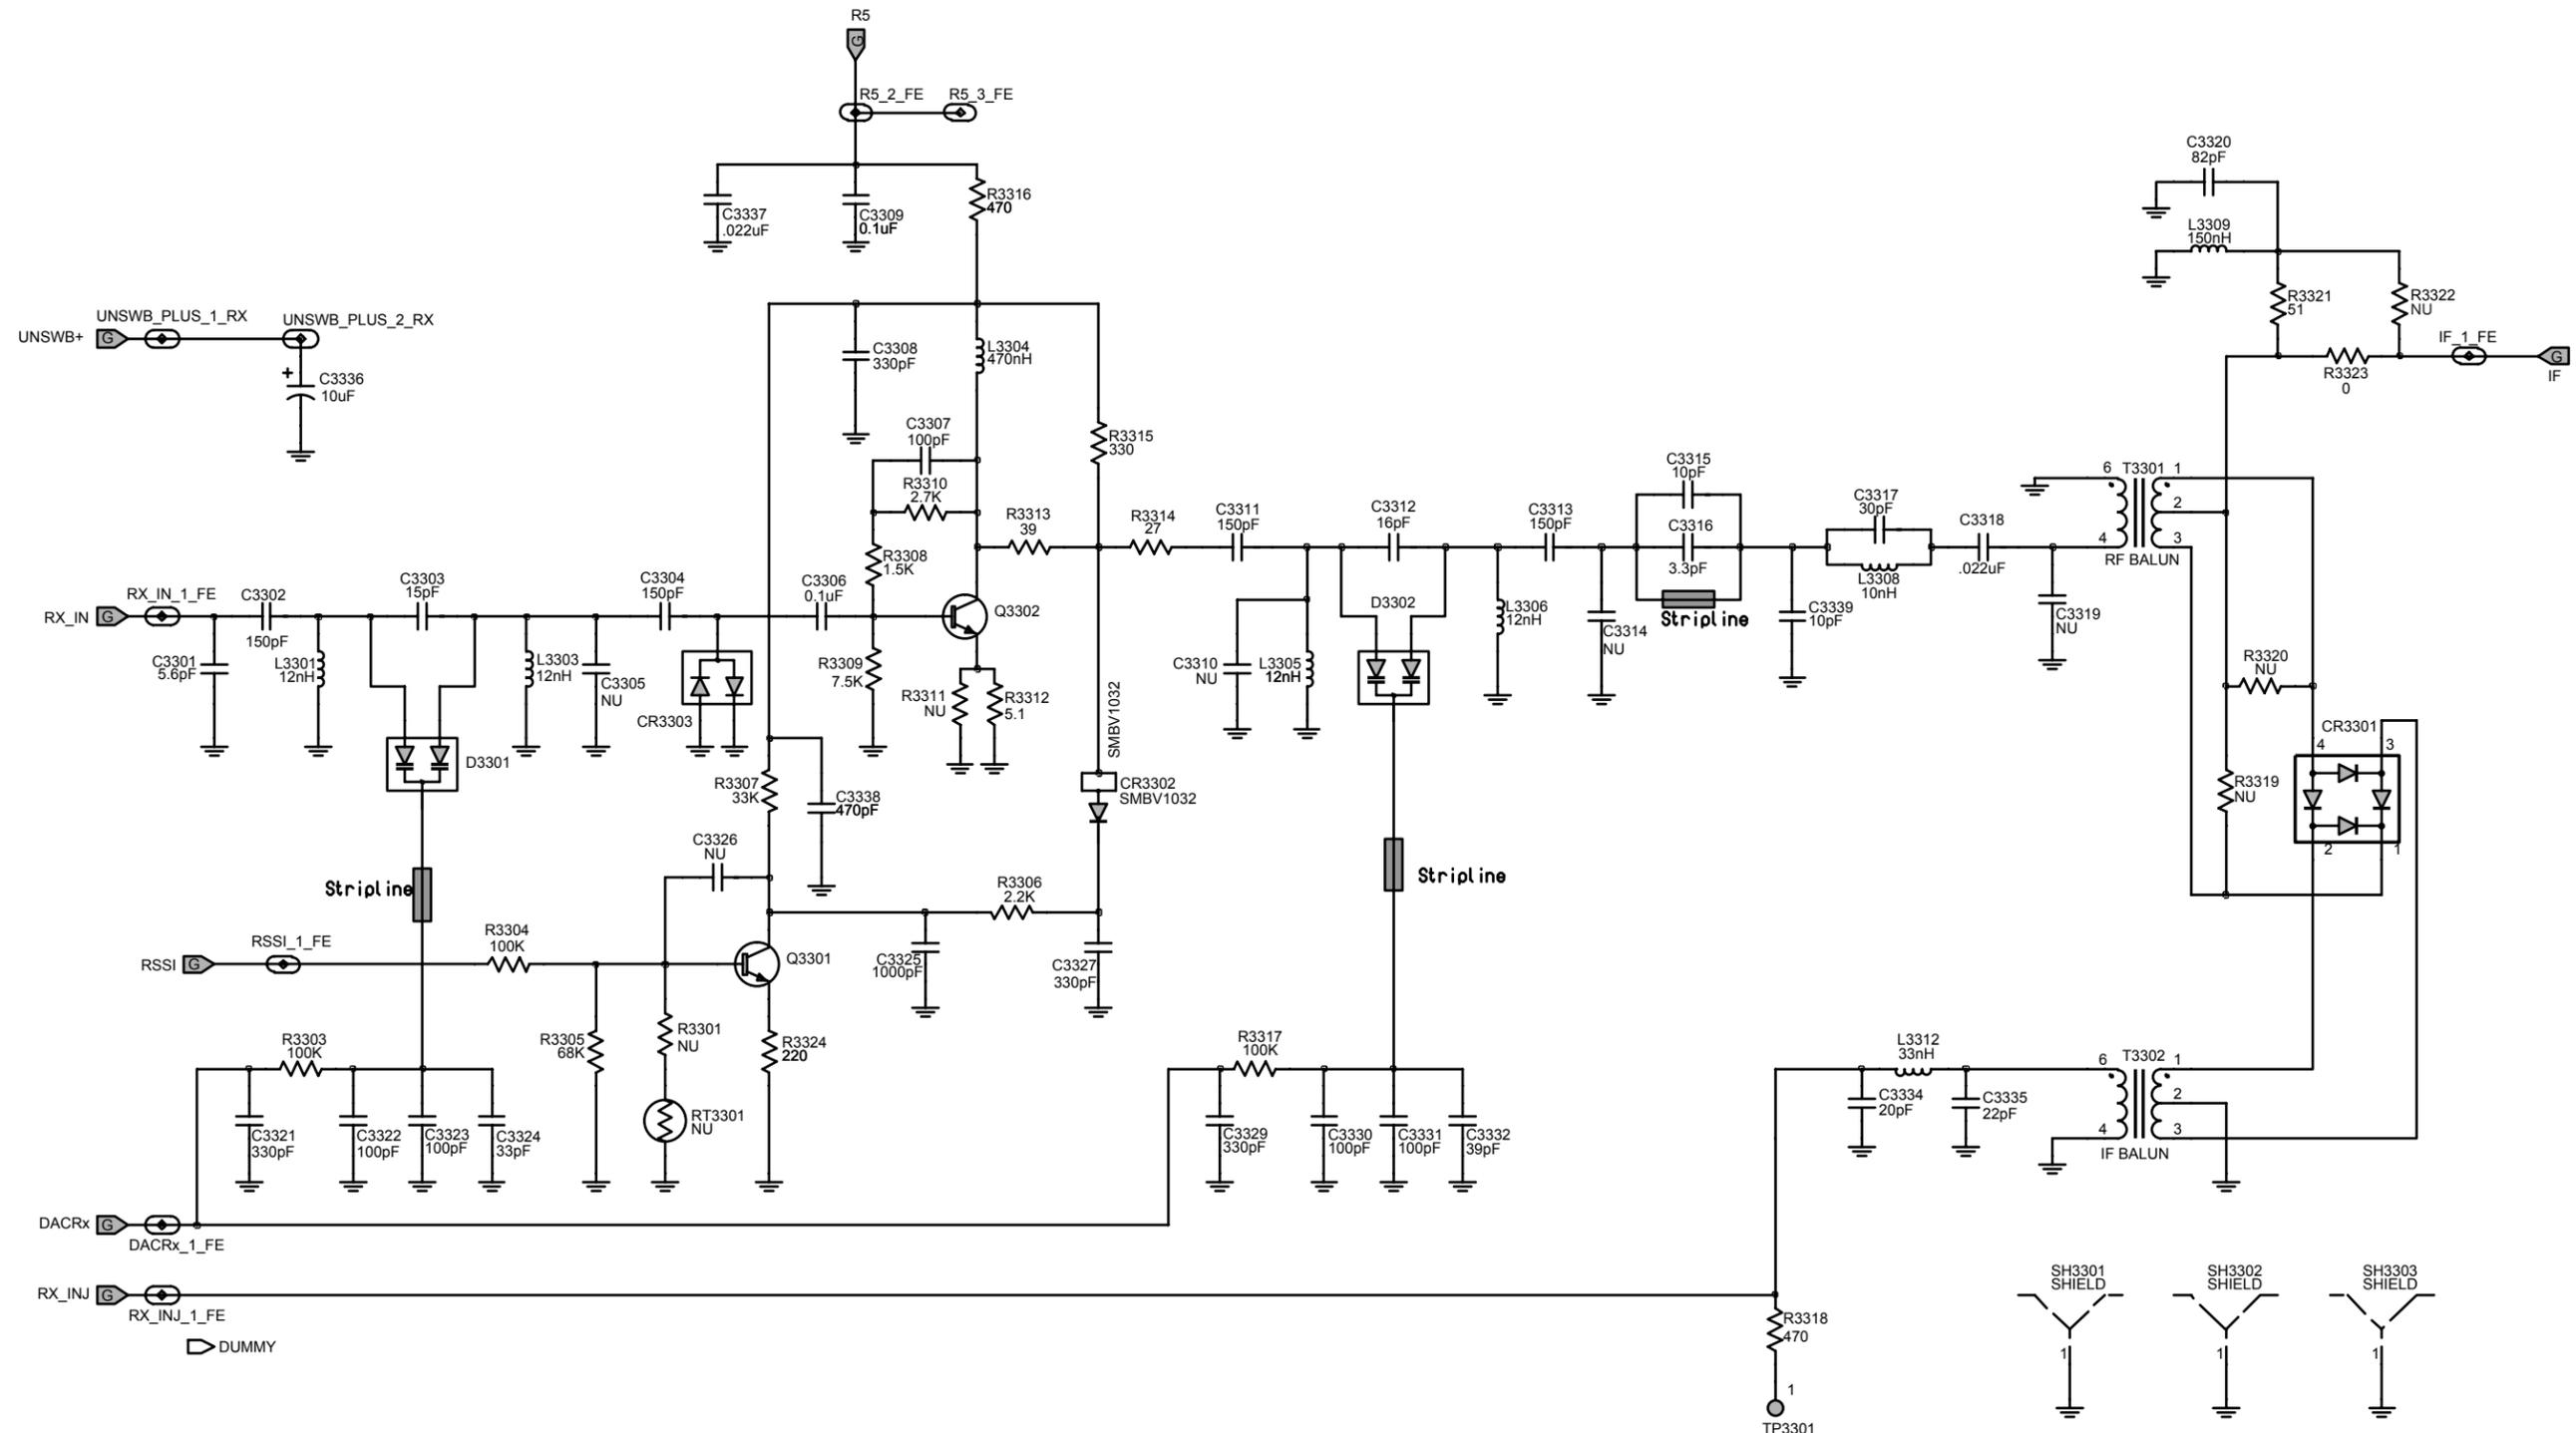 R5
G
R5_2_FE
R5_3_FE
C3320
82pF
R3316
470
C3337
.022uF
C3309
0.1uF
L3309
150nH
R3321
51
R3322
NU
UNSWB_PLUS_1_RX
UNSWB_PLUS_2_RX
UNSWB+
G
IF_1_FE
G
IF
C3308
330pF
L3304
470nH
R3323
0
+
C3336
10uF
C3307
100pF
R3315
330
C3315
10pF
6
T3301
1
R3310
2.7K
2
C3317
30pF
R3313
39
R3314
27
C3311
150pF
C3312
16pF
C3313
150pF
C3316
3.3pF
C3318
.022uF
4
3
RF BALUN
R3308
1.5K
L3308
10nH
RX_IN_1_FE
C3302
150pF
C3303
15pF
C3304
150pF
C3306
0.1uF
RX_IN
G
Q3302
D3302
L3306
12nH
Stripline
C3339
10pF
C3319
NU
C3314
NU
C3301
5.6pF
L3301
12nH
L3303
12nH
C3305
NU
R3309
7.5K
C3310
NU
L3305
12nH
R3320
NU
R3311
NU
R3312
5.1
CR3303
SMBV1032
CR3301
4
3
D3301
R3307
33K
C3338
470pF
CR3302
SMBV1032
R3319
NU
2
1
C3326
NU
Stripline
Stripline
R3306
2.2K
RSSI_1_FE
R3304
100K
RSSI
G
Q3301
C3325
1000pF
C3327
330pF
R3303
100K
R3305
68K
R3301
NU
R3324
220
R3317
100K
L3312
33nH
6
T3302
1
C3334
20pF
C3335
22pF
2
RT3301
NU
C3321
330pF
C3322
100pF
C3323
100pF
C3324
33pF
C3329
330pF
C3330
100pF
C3331
100pF
C3332
39pF
4
3
IF BALUN
DACRx
G
DACRx_1_FE
RX_INJ
G
RX_INJ_1_FE
SH3301
SHIELD
SH3302
SHIELD
SH3303
SHIELD
DUMMY
R3318
470
1
1
1
1
TP3301